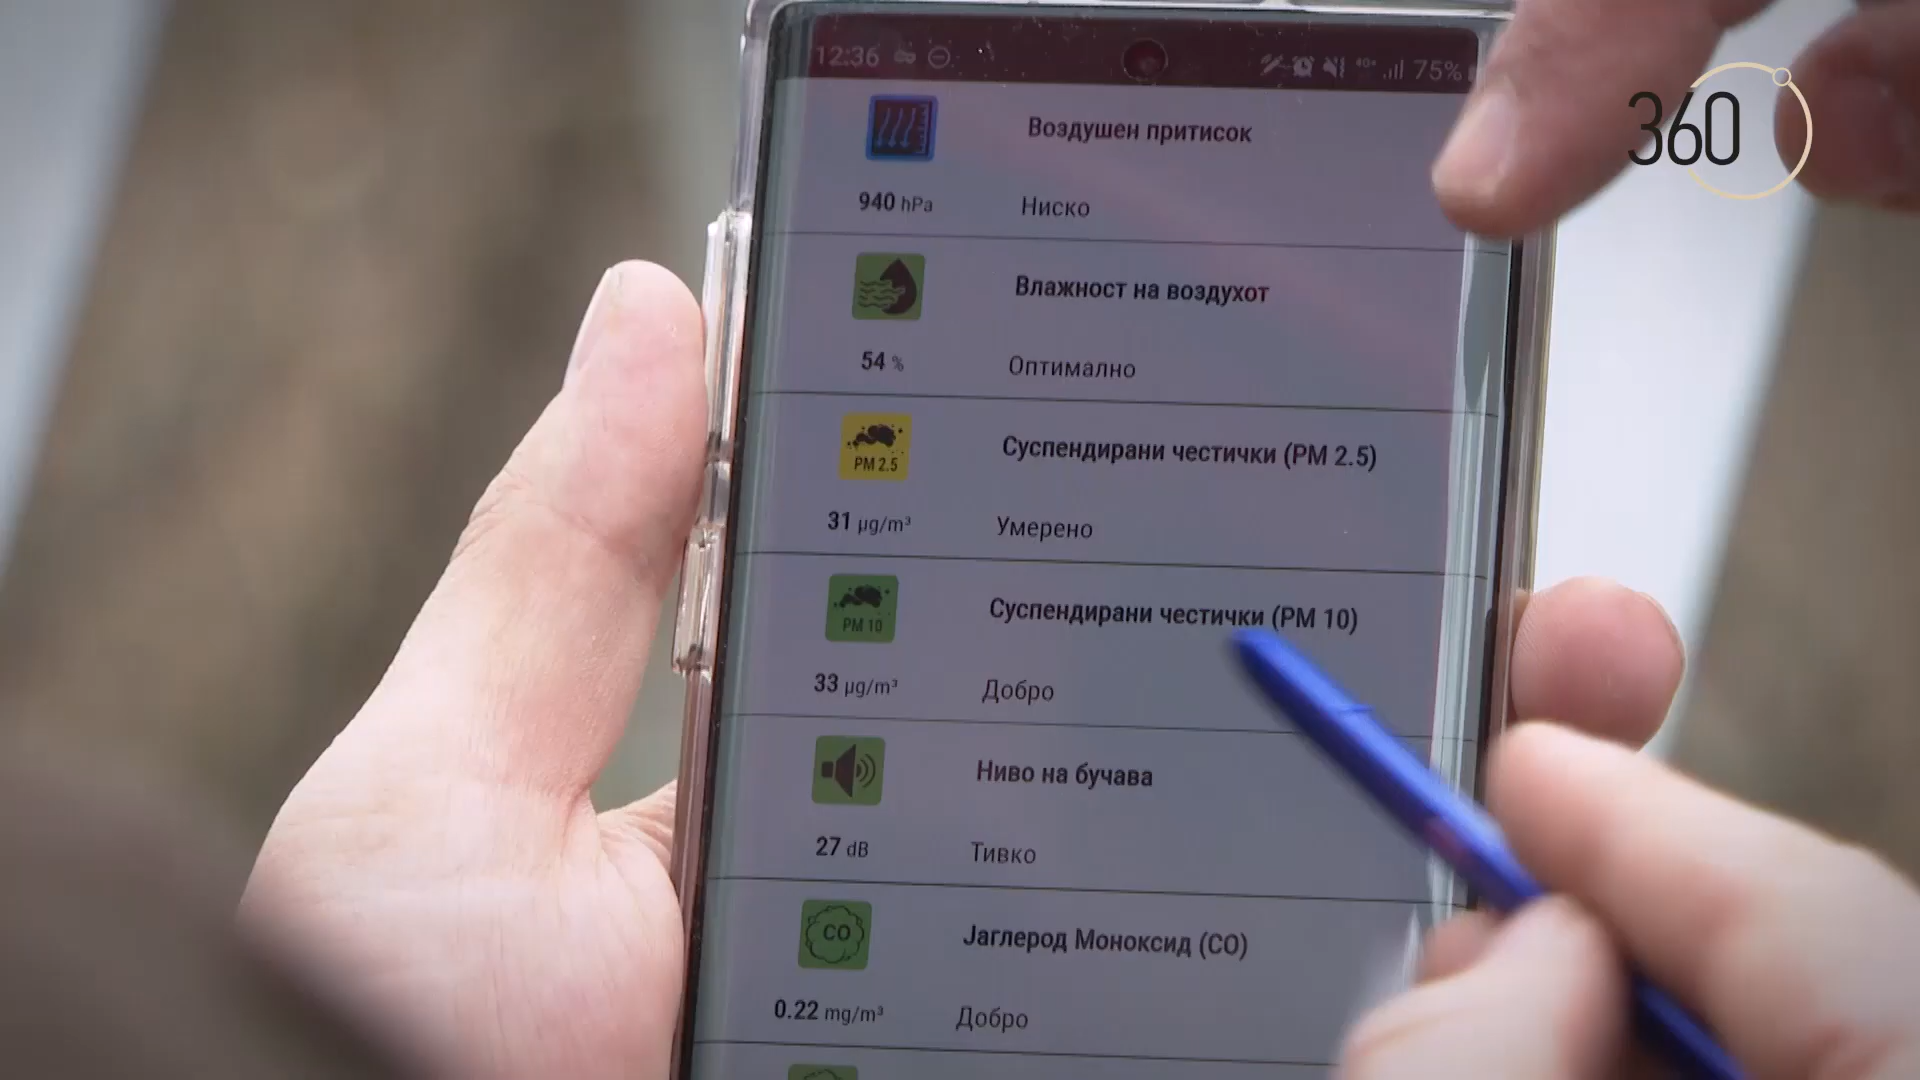 12:36 75%
360
Воздушен притисок
940 hPa Ниско
Влажност на воздухот
54 % Оптимално
PM 2.5 Суспендирани честички (PM 2.5)
31 µg/m³ Умерено
PM 10 Суспендирани честички (PM 10)
33 µg/m³ Добро
Ниво на бучава
27 dB Тивко
CO Јаглерод Моноксид (CO)
0.22 mg/m³ Добро